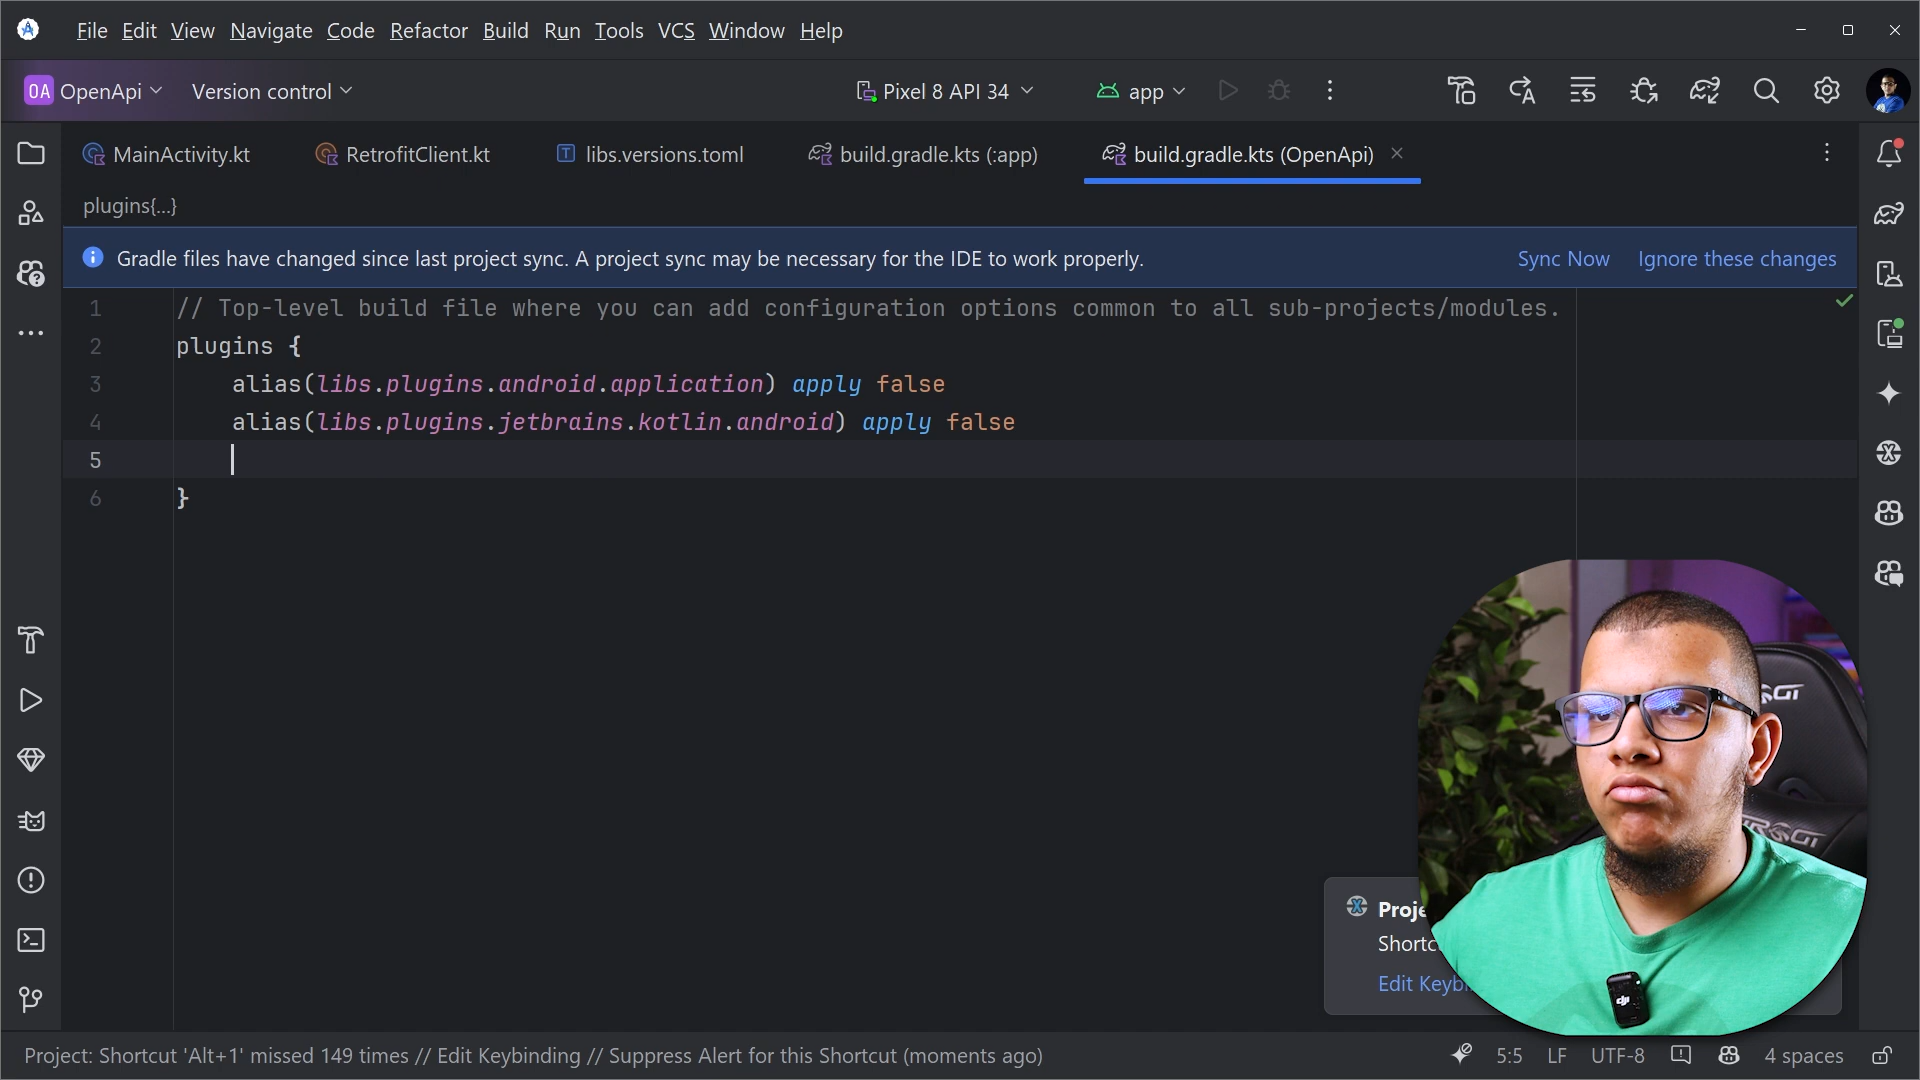 File Edit View Navigate Code Refactor Build Run Tools VCS Window Help
OA OpenApi Version control Pixel 8 API 34 app
MainActivity.kt RetrofitClient.kt libs.versions.toml build.gradle.kts (:app) build.gradle.kts (OpenApi)
plugins{...}
Gradle files have changed since last project sync. A project sync may be necessary for the IDE to work properly. Sync Now Ignore these changes
1 // Top-level build file where you can add configuration options common to all sub-projects/modules.
2 plugins {
3 alias(libs.plugins.android.application) apply false
4 alias(libs.plugins.jetbrains.kotlin.android) apply false
5
6 }
Edit
Project: Shortcut 'Alt+1' missed 149 times // Edit Keybinding // Suppress Alert for this Shortcut (moments ago) 5:5 LF UTF-8 4 spaces